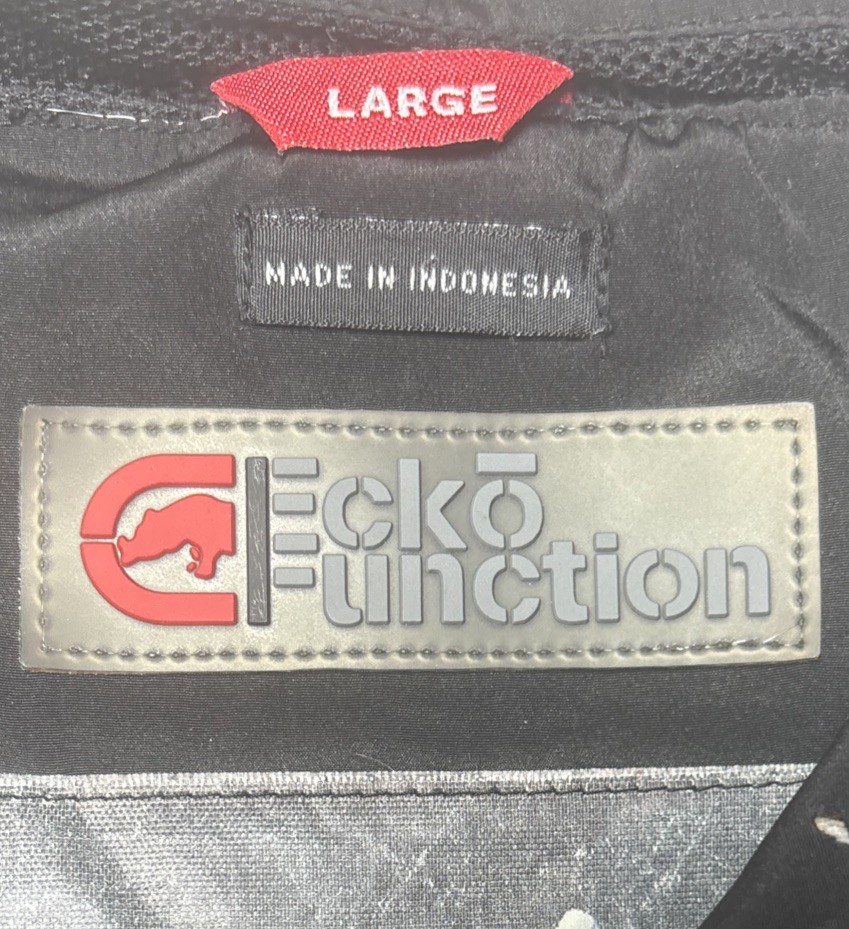 LARGE
MADE IN INDONESIA
Eckō
Function